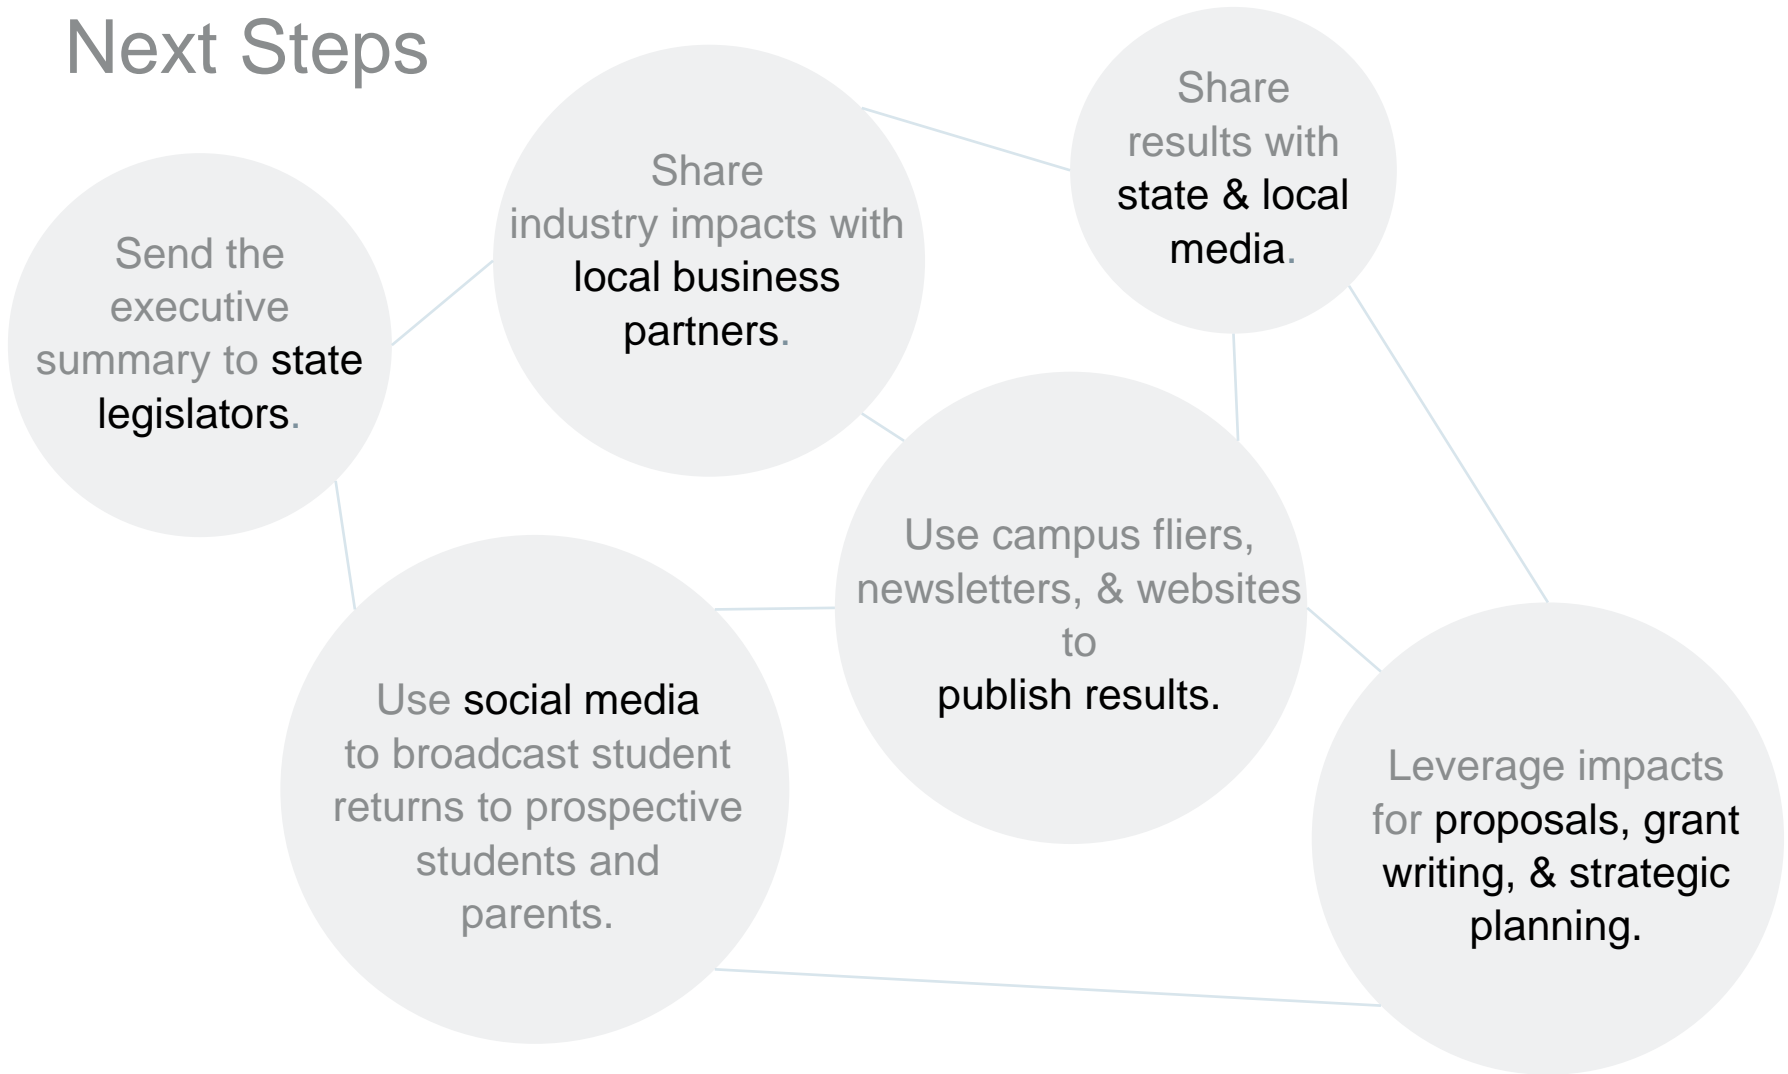 Next Steps
Send the
executive
summary to state
legislators.
Share
industry impacts with
local business
partners.
Share
results with
state & local
media.
Use social media
to broadcast student
returns to prospective
students and
parents.
Use campus fliers,
newsletters, & websites
to
publish results.
Leverage impacts
for proposals, grant
writing, & strategic
planning.